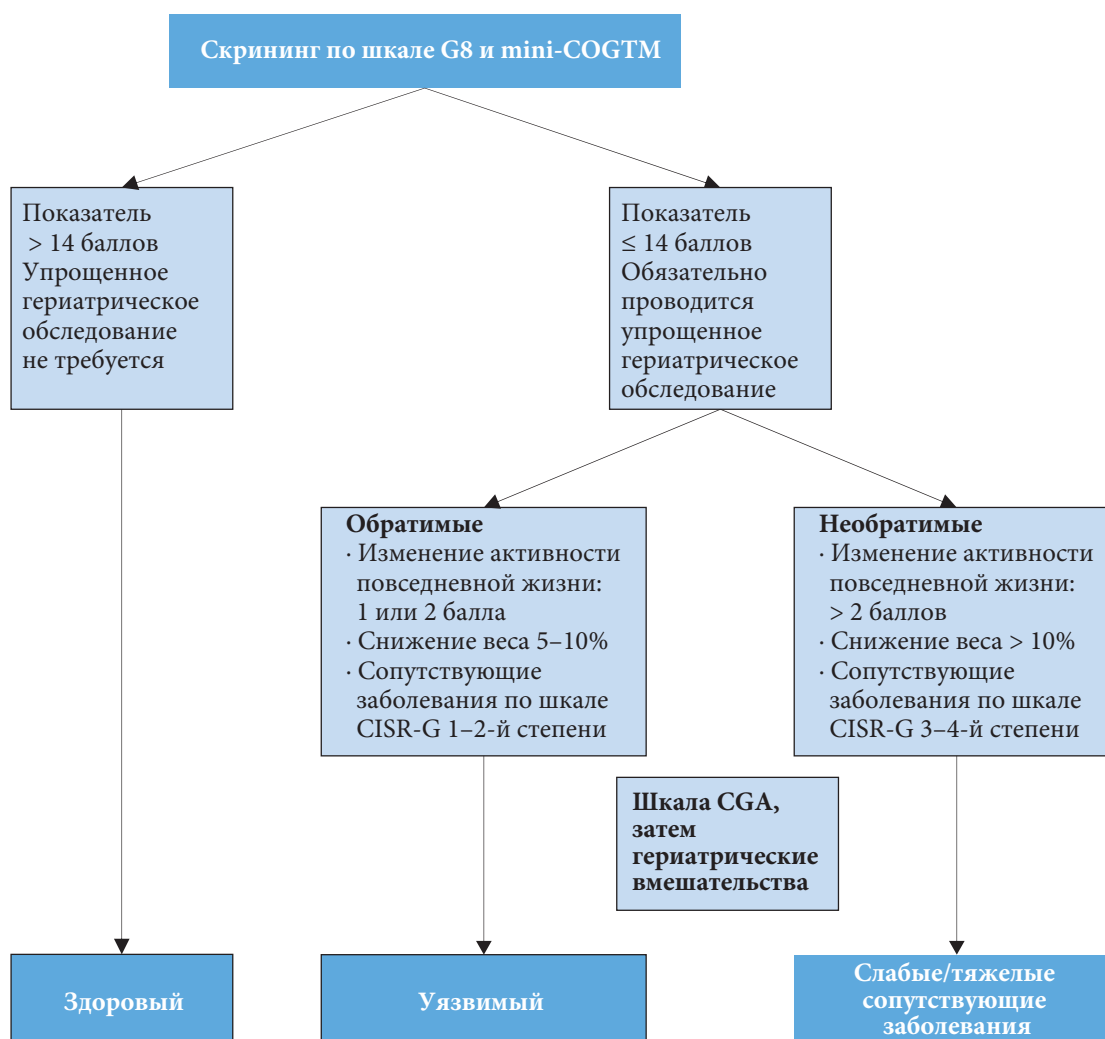 Скрининг по шкале G8 и mini-COGTM
Показатель
> 14 баллов
Упрощенное
гериатрическое
обследование
не требуется
Показатель
≤ 14 баллов
Обязательно
проводится
упрощенное
гериатрическое
обследование
Обратимые
· Изменение активности
повседневной жизни:
1 или 2 балла
· Снижение веса 5–10%
· Сопутствующие
заболевания по шкале
CISR-G 1–2-й степени
Необратимые
· Изменение активности
повседневной жизни:
> 2 баллов
· Снижение веса > 10%
· Сопутствующие
заболевания по шкале
CISR-G 3–4-й степени
Шкала CGA,
затем
гериатрические
вмешательства
Здоровый
Уязвимый
Слабые/тяжелые
сопутствующие
заболевания